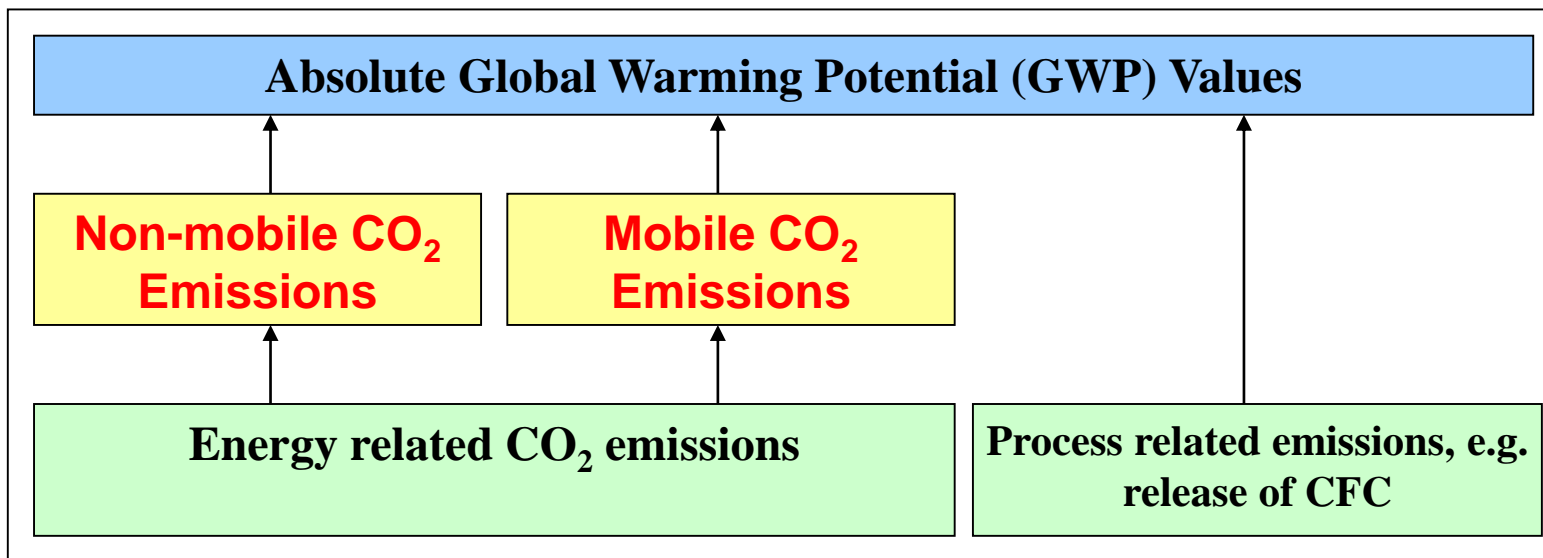 Absolute Global Warming Potential (GWP) Values
Non-mobile CO₂
Emissions
Mobile CO₂
Emissions
Energy related CO₂ emissions
Process related emissions, e.g.
release of CFC